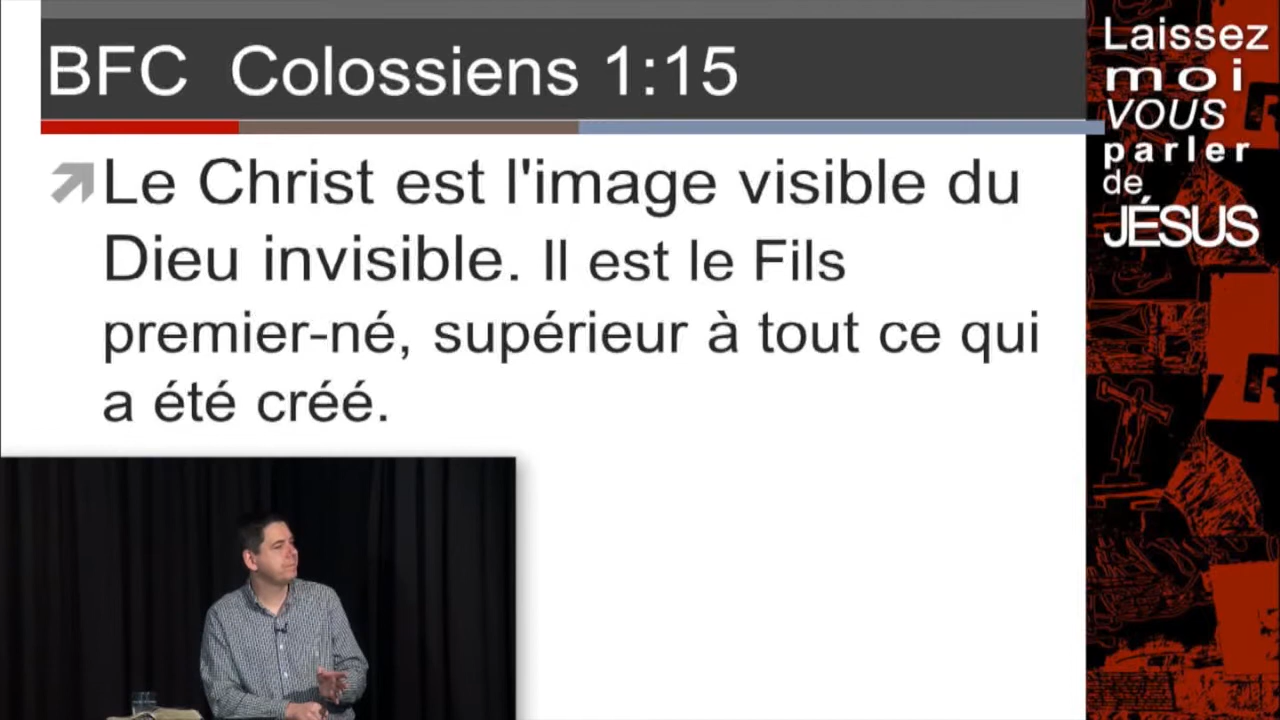 BFC Colossiens 1:15
Le Christ est l'image visible du
Dieu invisible. Il est le Fils
premier-né, supérieur à tout ce qui
a été créé.
Laissez
moi
VOUS
parler
de
JÉSUS